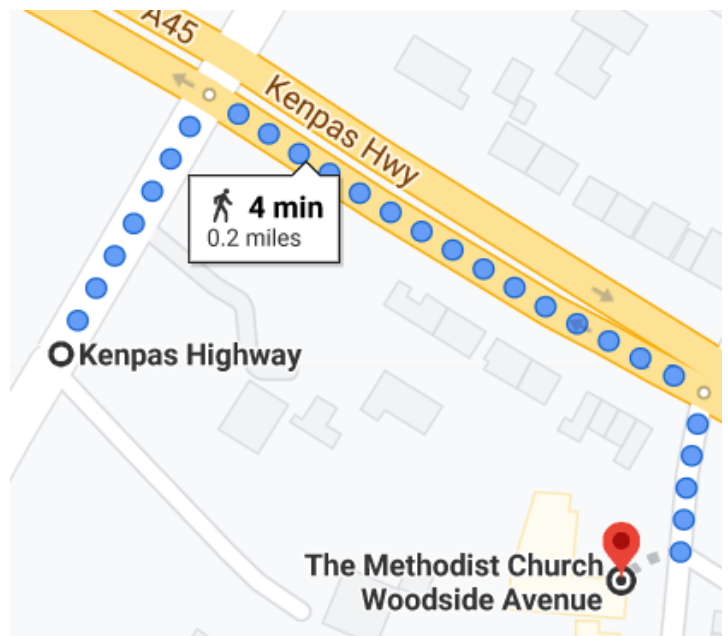 A45
Kenpas Hwy
4 min
0.2 miles
Kenpas Highway
The Methodist Church
Woodside Avenue